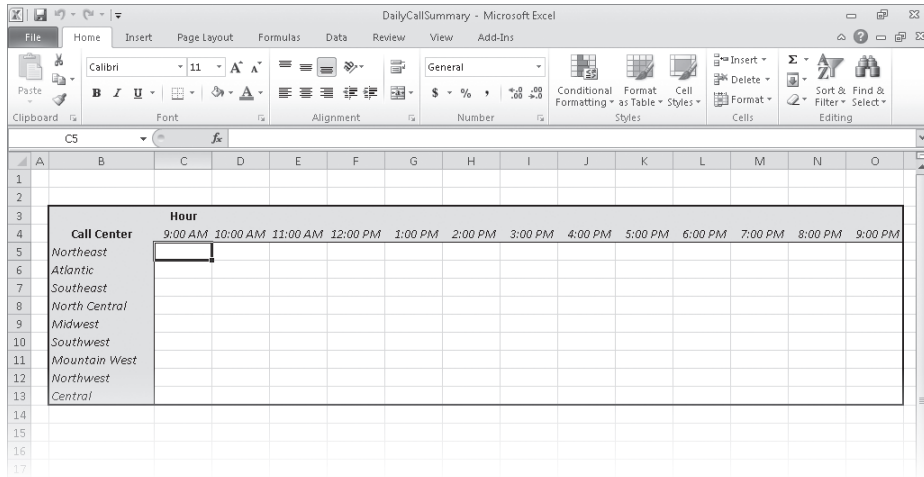 DailyCallSummary - Microsoft Excel
File Home Insert Page Layout Formulas Data Review View Add-Ins
Paste
Calibri 11 A A
B I U A
General
$ % , .00 .00
Conditional Formatting
Format as Table
Cell Styles
Insert
Delete
Format
Σ
Sort & Filter
Find & Select
Clipboard Font Alignment Number Styles Cells Editing
C5 fx
A B C D E F G H I J K L M N O
1
2
3 Hour
4 Call Center 9:00 AM 10:00 AM 11:00 AM 12:00 PM 1:00 PM 2:00 PM 3:00 PM 4:00 PM 5:00 PM 6:00 PM 7:00 PM 8:00 PM 9:00 PM
5 Northeast
6 Atlantic
7 Southeast
8 North Central
9 Midwest
10 Southwest
11 Mountain West
12 Northwest
13 Central
14
15
16
17